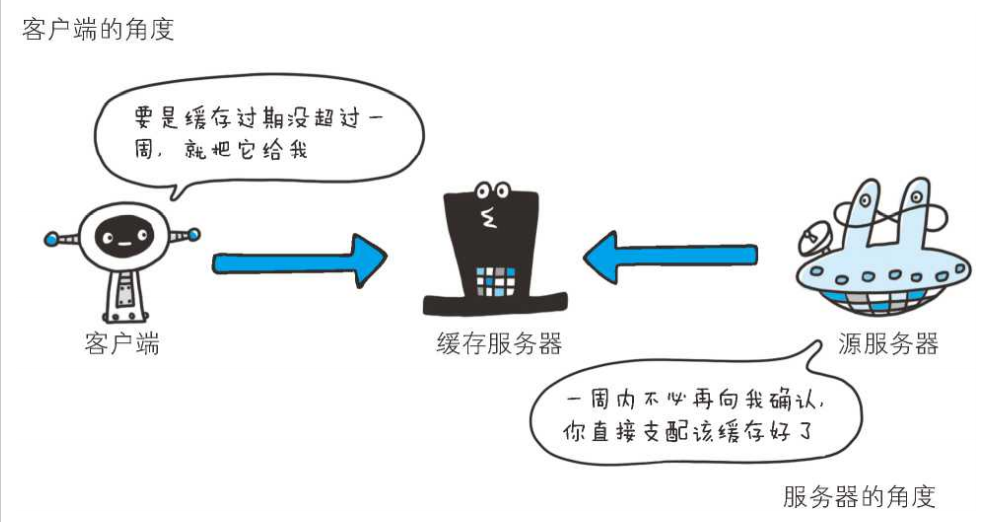 客户端的角度
要是缓存过期没超过一
周，就把它给我
客户端
缓存服务器
源服务器
一周内不必再向我确认，
你直接支配该缓存好了
服务器的角度